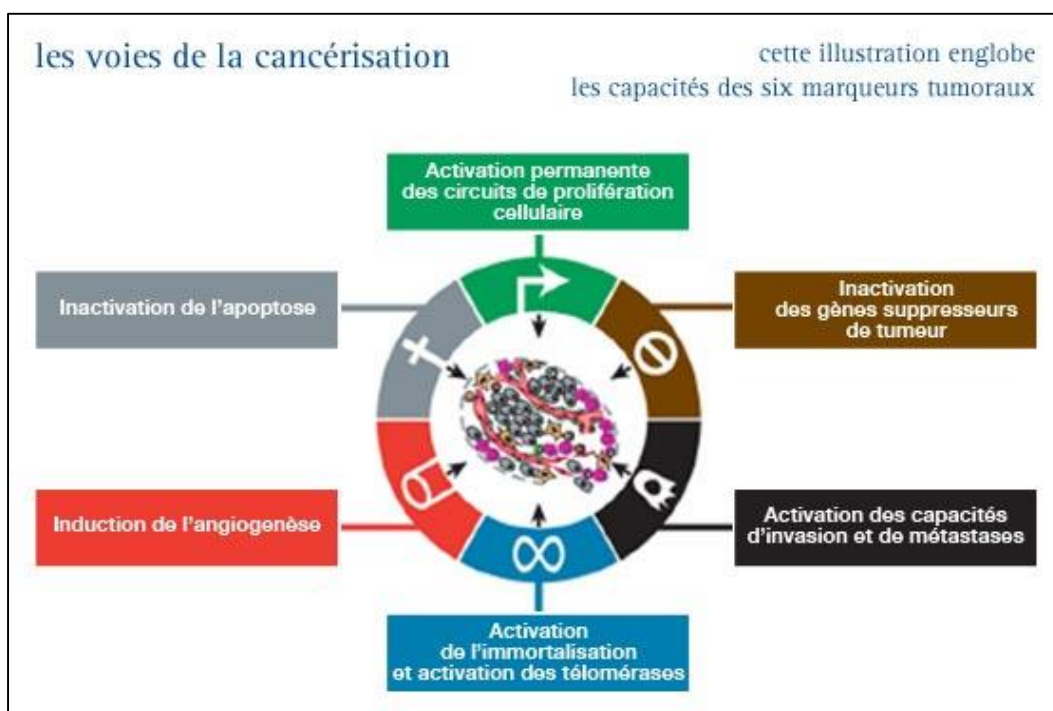 les voies de la cancérisation
cette illustration englobe
les capacités des six marqueurs tumoraux
Activation permanente
des circuits de prolifération
cellulaire
Inactivation de l'apoptose
Inactivation
des gènes suppresseurs
de tumeur
Induction de l'angiogenèse
Activation des capacités
d'invasion et de métastases
Activation
de l'immortalisation
et activation des télomérases